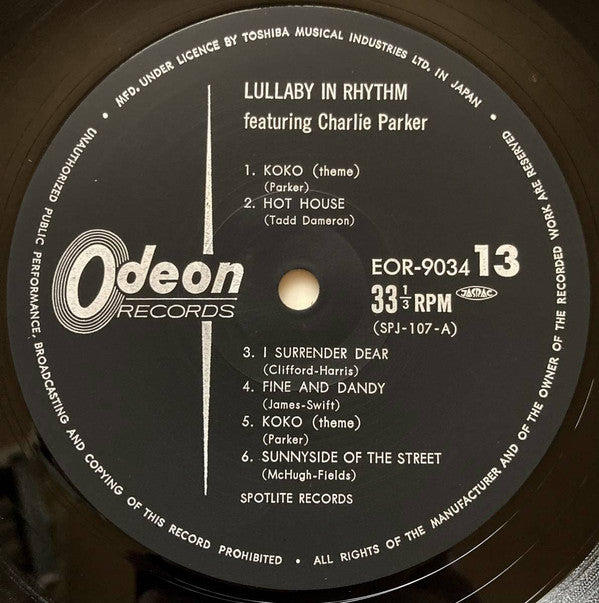 MFD. UNDER LICENCE BY TOSHIBA MUSICAL INDUSTRIES LTD. IN JAPAN •
UNAUTHORIZED PUBLIC PERFORMANCE, BROADCASTING AND COPYING OF THIS RECORD PROHIBITED • ALL RIGHTS OF THE MANUFACTURER AND OF THE OWNER OF THE RECORDED WORK ARE RESERVED •
LULLABY IN RHYTHM
featuring Charlie Parker
1. KOKO (theme)
(Parker)
2. HOT HOUSE
(Tadd Dameron)
Odeon
RECORDS
EOR-9034 13
33 1/3 RPM JASRAC
(SPJ-107-A)
3. I SURRENDER DEAR
(Clifford-Harris)
4. FINE AND DANDY
(James-Swift)
5. KOKO (theme)
(Parker)
6. SUNNYSIDE OF THE STREET
(McHugh-Fields)
SPOTLITE RECORDS